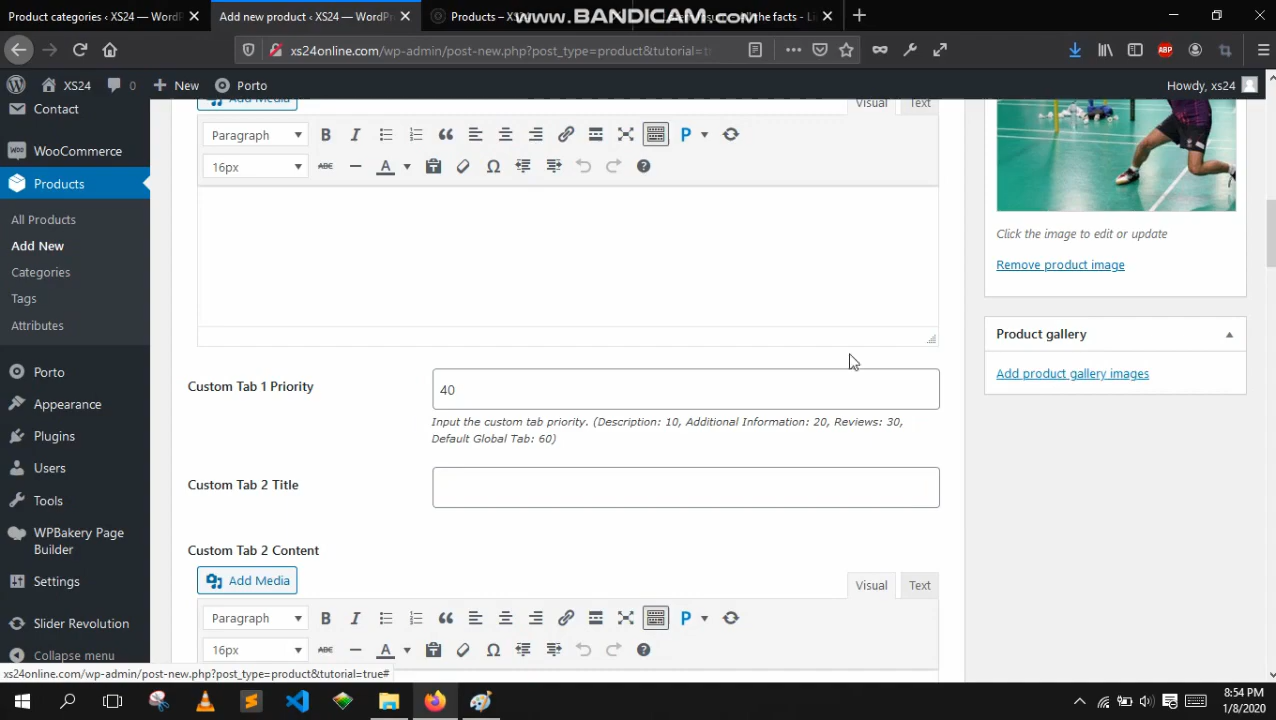 Product categories ‹ XS24 — WordPr
Add new product ‹ XS24 — WordPr
Products – XS
www.BANDICAM.com
the facts - Li
xs24online.com/wp-admin/post-new.php?post_type=product&tutorial=tr
XS24
0
New
Porto
Howdy, xs24
Contact
WooCommerce
Products
All Products
Add New
Categories
Tags
Attributes
Porto
Appearance
Plugins
Users
Tools
WPBakery Page
Builder
Settings
Slider Revolution
Collapse menu
Add Media
Visual
Text
Paragraph
16px
Custom Tab 1 Priority
40
Input the custom tab priority. (Description: 10, Additional Information: 20, Reviews: 30,
Default Global Tab: 60)
Custom Tab 2 Title
Custom Tab 2 Content
Add Media
Visual
Text
Paragraph
16px
Click the image to edit or update
Remove product image
Product gallery
Add product gallery images
xs24online.com/wp-admin/post-new.php?post_type=product&tutorial=true#
8:54 PM
1/8/2020